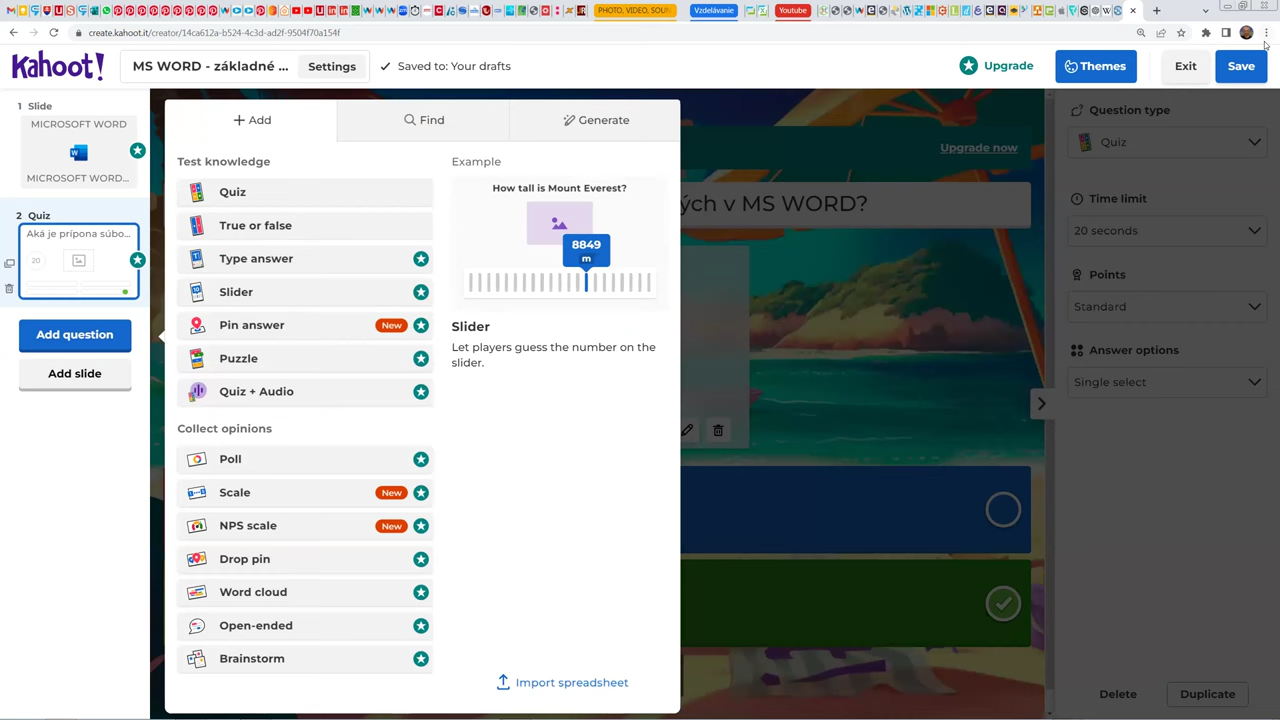 PHOTO, VIDEO, SOUN
Vzdelávanie
Youtube
create.kahoot.it/creator/14ca612a-b524-4c3d-ad2f-9504f70a154f
Kahoot!
MS WORD - základné ...
Settings
Saved to: Your drafts
Upgrade
Themes
Exit
Save
1 Slide
MICROSOFT WORD
MICROSOFT WORD...
2 Quiz
Aká je prípona súbo...
20
Add question
Add slide
Add
Find
Generate
Test knowledge
Quiz
True or false
Type answer
Slider
Pin answer
New
Puzzle
Quiz + Audio
Collect opinions
Poll
Scale
New
NPS scale
New
Drop pin
Word cloud
Open-ended
Brainstorm
Example
How tall is Mount Everest?
8849
m
Slider
Let players guess the number on the
slider.
Import spreadsheet
Upgrade now
ých v MS WORD?
Question type
Quiz
Time limit
20 seconds
Points
Standard
Answer options
Single select
Delete
Duplicate